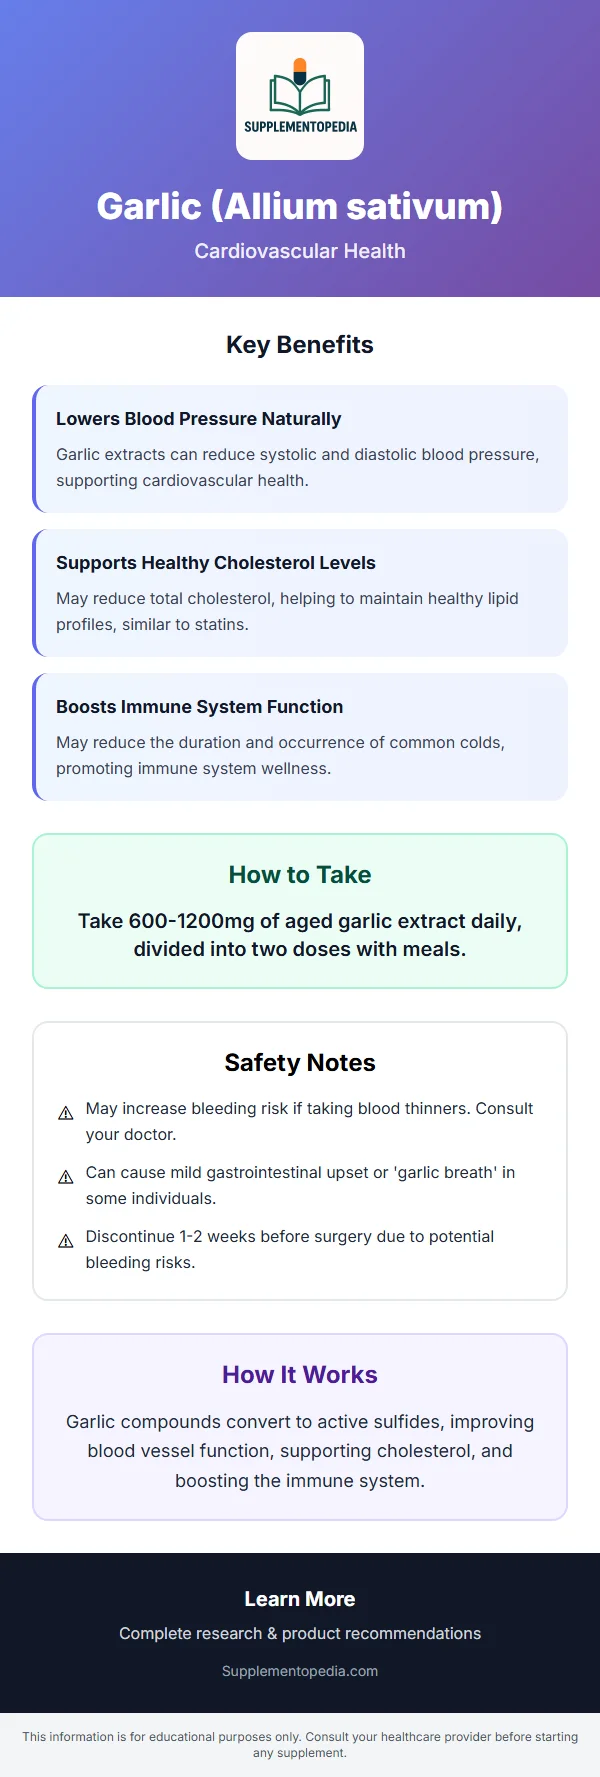 SUPPLEMENTOPEDIA
Garlic (Allium sativum)
Cardiovascular Health
Key Benefits
Lowers Blood Pressure Naturally
Garlic extracts can reduce systolic and diastolic blood pressure,
supporting cardiovascular health.
Supports Healthy Cholesterol Levels
May reduce total cholesterol, helping to maintain healthy lipid
profiles, similar to statins.
Boosts Immune System Function
May reduce the duration and occurrence of common colds,
promoting immune system wellness.
How to Take
Take 600-1200mg of aged garlic extract daily,
divided into two doses with meals.
Safety Notes
⚠ May increase bleeding risk if taking blood thinners. Consult
your doctor.
⚠ Can cause mild gastrointestinal upset or 'garlic breath' in
some individuals.
⚠ Discontinue 1-2 weeks before surgery due to potential
bleeding risks.
How It Works
Garlic compounds convert to active sulfides, improving
blood vessel function, supporting cholesterol, and
boosting the immune system.
Learn More
Complete research & product recommendations
Supplementopedia.com
This information is for educational purposes only. Consult your healthcare provider before starting
any supplement.